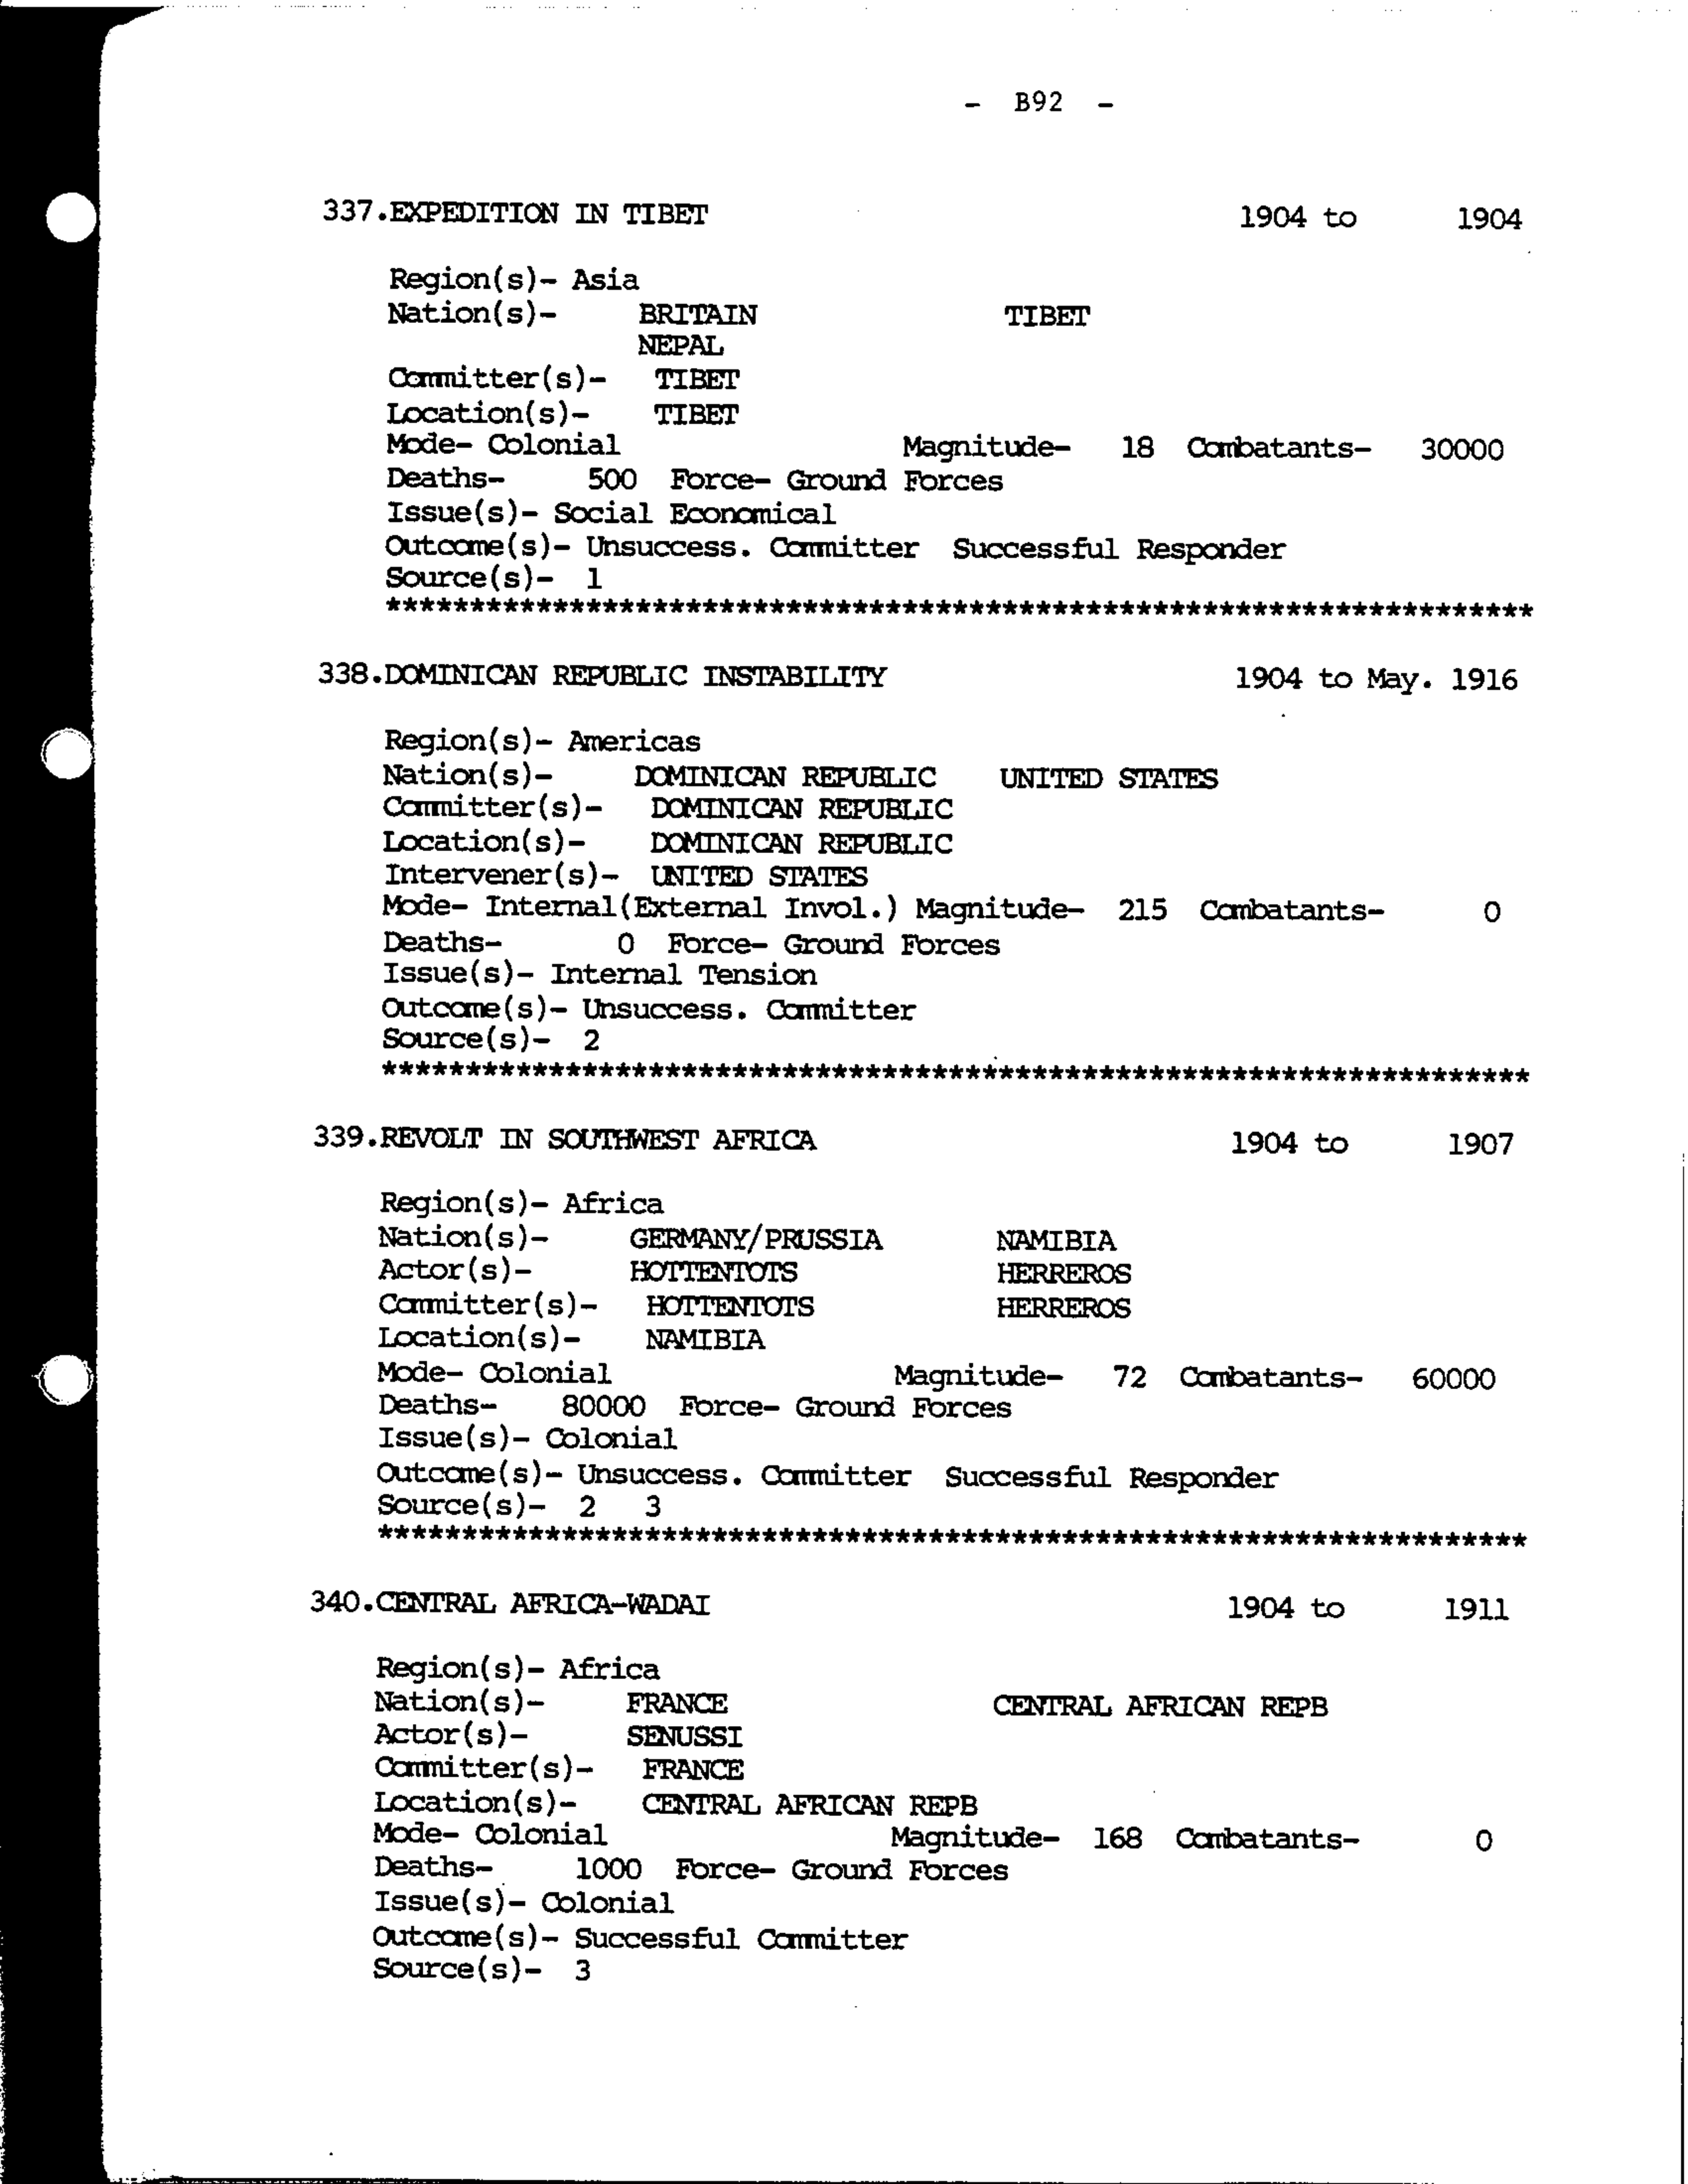 - B92 -
337.EXPEDITION IN TIBET 1904 to 1904
Region(s)- Asia
Nation(s)- BRITAIN TIBET
NEPAL
Committer(s)- TIBET
Location(s)- TIBET
Mode- Colonial Magnitude- 18 Combatants- 30000
Deaths- 500 Force- Ground Forces
Issue(s)- Social Economical
Outcome(s)- Unsuccess. Committer Successful Responder
Source(s)- 1
*********************************************************************
338.DOMINICAN REPUBLIC INSTABILITY 1904 to May. 1916
Region(s)- Americas
Nation(s)- DOMINICAN REPUBLIC UNITED STATES
Committer(s)- DOMINICAN REPUBLIC
Location(s)- DOMINICAN REPUBLIC
Intervener(s)- UNITED STATES
Mode- Internal(External Invol.) Magnitude- 215 Combatants- 0
Deaths- 0 Force- Ground Forces
Issue(s)- Internal Tension
Outcome(s)- Unsuccess. Committer
Source(s)- 2
*********************************************************************
339.REVOLT IN SOUTHWEST AFRICA 1904 to 1907
Region(s)- Africa
Nation(s)- GERMANY/PRUSSIA NAMIBIA
Actor(s)- HOTTENTOTS HERREROS
Committer(s)- HOTTENTOTS HERREROS
Location(s)- NAMIBIA
Mode- Colonial Magnitude- 72 Combatants- 60000
Deaths- 80000 Force- Ground Forces
Issue(s)- Colonial
Outcome(s)- Unsuccess. Committer Successful Responder
Source(s)- 2 3
*********************************************************************
340.CENTRAL AFRICA-WADAI 1904 to 1911
Region(s)- Africa
Nation(s)- FRANCE CENTRAL AFRICAN REPB
Actor(s)- SENUSSI
Committer(s)- FRANCE
Location(s)- CENTRAL AFRICAN REPB
Mode- Colonial Magnitude- 168 Combatants- 0
Deaths- 1000 Force- Ground Forces
Issue(s)- Colonial
Outcome(s)- Successful Committer
Source(s)- 3